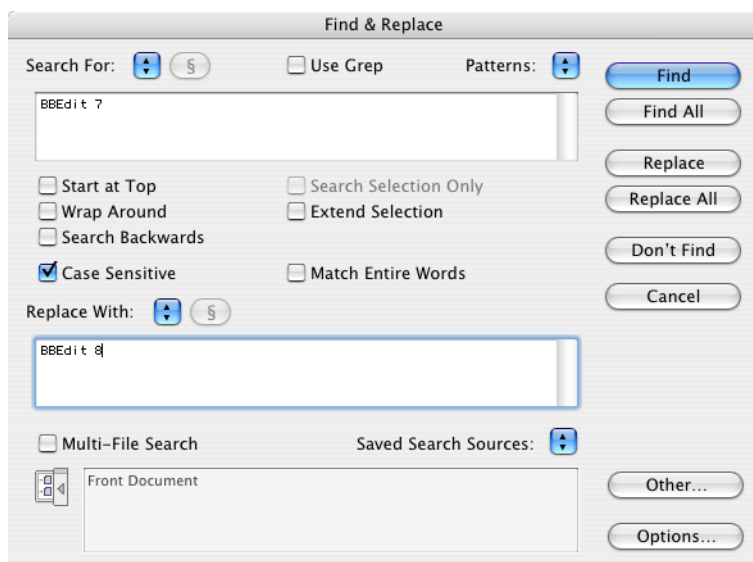 Find & Replace
Search For: § Use Grep Patterns: Find
BBEdit 7
Find All
Replace
Start at Top Search Selection Only Replace All
Wrap Around Extend Selection
Search Backwards
Don't Find
Case Sensitive Match Entire Words
Cancel
Replace With: §
BBEdit 8
Multi-File Search Saved Search Sources:
Front Document Other...
Options...